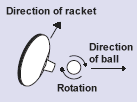 Direction of racket
Direction
of ball
Rotation